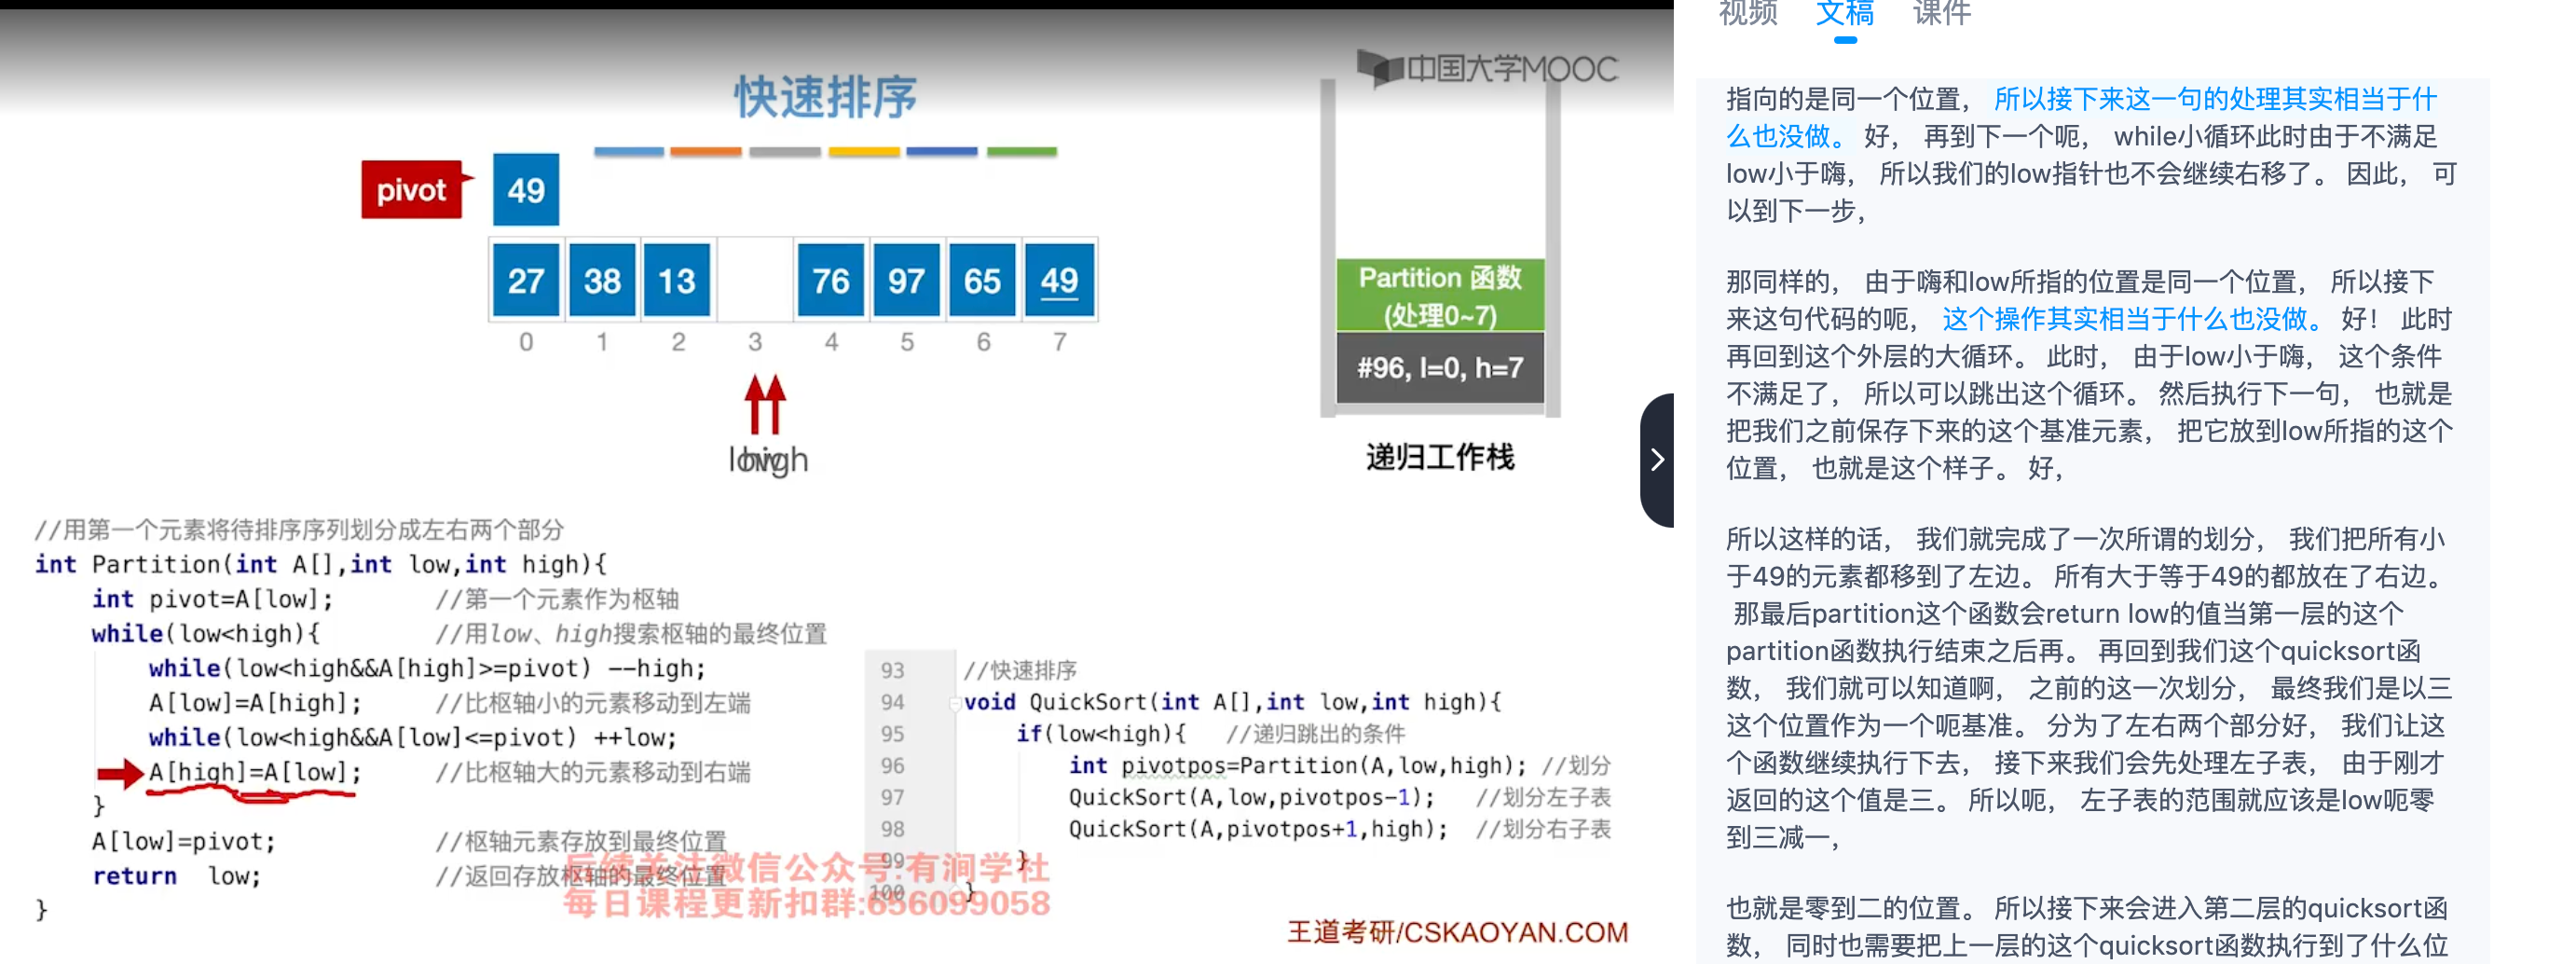 中国大学MOOC
快速排序
pivot
49
27 38 13 76 97 65 49
0 1 2 3 4 5 6 7
low high
Partition 函数
(处理0~7)
#96, l=0, h=7
递归工作栈
//用第一个元素将待排序序列划分成左右两个部分
int Partition(int A[],int low,int high){
int pivot=A[low]; //第一个元素作为枢轴
while(low<high){ //用low、high搜索枢轴的最终位置
while(low<high&&A[high]>=pivot) --high;
A[low]=A[high]; //比枢轴小的元素移动到左端
while(low<high&&A[low]<=pivot) ++low;
A[high]=A[low]; //比枢轴大的元素移动到右端
}
A[low]=pivot; //枢轴元素存放到最终位置
return low; //返回存放枢轴的最终位置
}
93 //快速排序
94 void QuickSort(int A[],int low,int high){
95 if(low<high){ //递归跳出的条件
96 int pivotpos=Partition(A,low,high); //划分
97 QuickSort(A,low,pivotpos-1); //划分左子表
98 QuickSort(A,pivotpos+1,high); //划分右子表
99 }
100 }
后续关注微信公众号:有涧学社
每日课程更新扣群:656099058
王道考研/CSKAOYAN.COM
视频 文稿 课件
指向的是同一个位置， 所以接下来这一句的处理其实相当于什
么也没做。 好， 再到下一个呃， while小循环此时由于不满足
low小于嗨， 所以我们的low指针也不会继续右移了。 因此， 可
以到下一步，
那同样的， 由于嗨和low所指的位置是同一个位置， 所以接下
来这句代码的呃， 这个操作其实相当于什么也没做。 好！ 此时
再回到这个外层的大循环。 此时， 由于low小于嗨， 这个条件
不满足了， 所以可以跳出这个循环。 然后执行下一句， 也就是
把我们之前保存下来的这个基准元素， 把它放到low所指的这个
位置， 也就是这个样子。 好，
所以这样的话， 我们就完成了一次所谓的划分， 我们把所有小
于49的元素都移到了左边。 所有大于等于49的都放在了右边。
那最后partition这个函数会return low的值当第一层的这个
partition函数执行结束之后再。 再回到我们这个quicksort函
数， 我们就可以知道啊， 之前的这一次划分， 最终我们是以三
这个位置作为一个呃基准。 分为了左右两个部分好， 我们让这
个函数继续执行下去， 接下来我们会先处理左子表， 由于刚才
返回的这个值是三。 所以呃， 左子表的范围就应该是low呃零
到三减一，
也就是零到二的位置。 所以接下来会进入第二层的quicksort函
数， 同时也需要把上一层的这个quicksort函数执行到了什么位